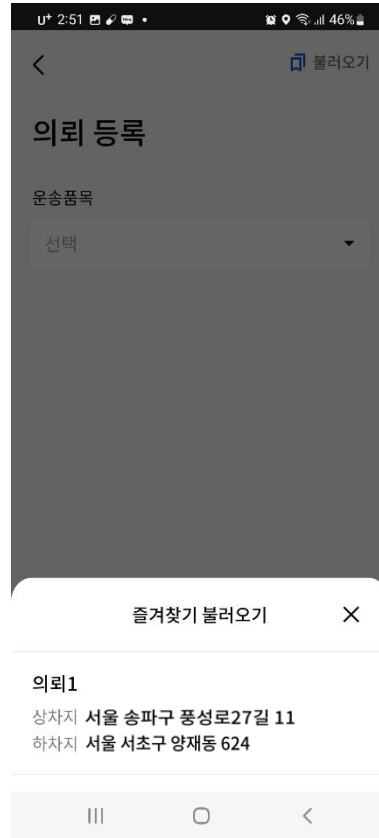 U+ 2:51 46%
불러오기
의뢰 등록
운송품목
선택
즐겨찾기 불러오기
의뢰1
상차지 서울 송파구 풍성로27길 11
하차지 서울 서초구 양재동 624